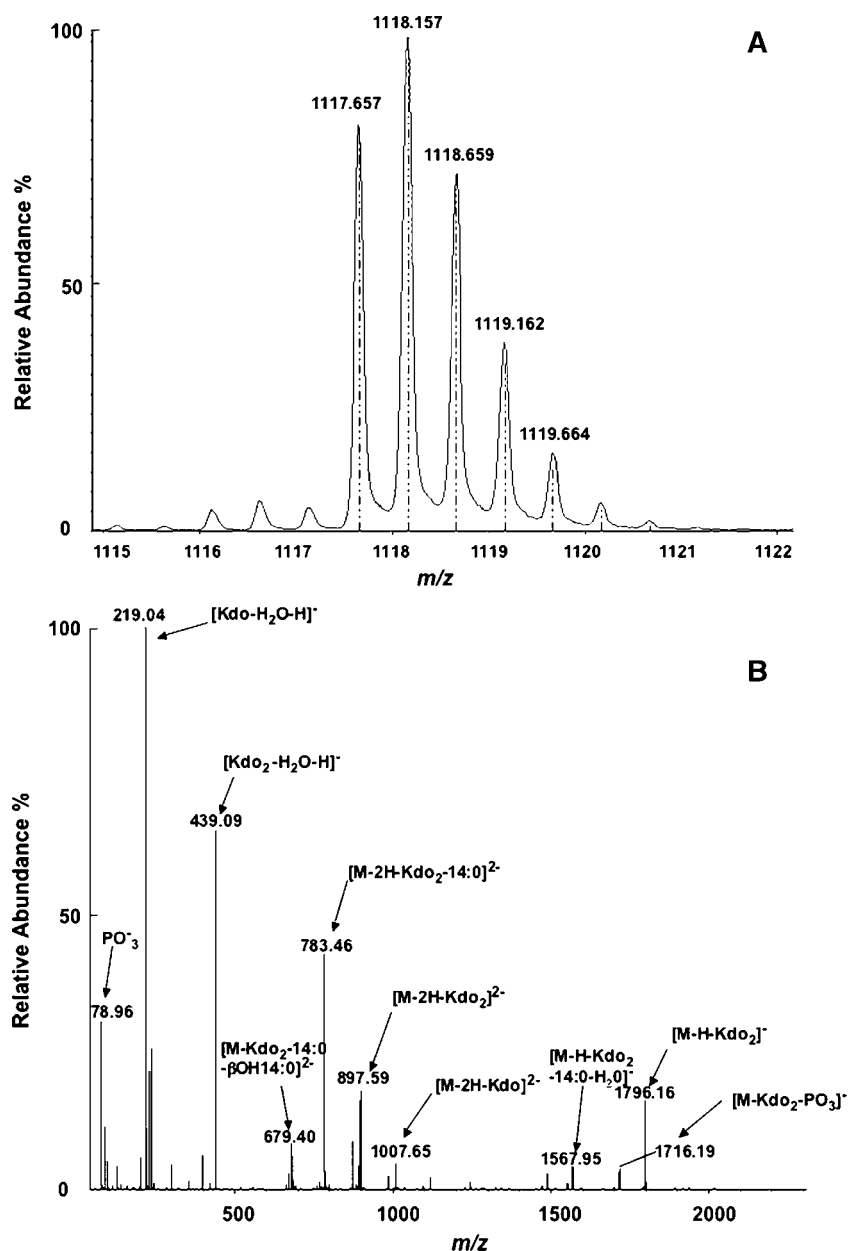 A
100
50
0
Relative Abundance %
1117.657
1118.157
1118.659
1119.162
1119.664
1115 1116 1117 1118 1119 1120 1121 1122
m/z
B
100
50
0
Relative Abundance %
219.04
[Kdo-H₂O-H]⁻
[Kdo₂-H₂O-H]⁻
439.09
PO⁻₃
78.96
[M-2H-Kdo₂-14:0]²⁻
783.46
[M-2H-Kdo₂]²⁻
897.59
[M-Kdo₂-14:0
-βOH14:0]²⁻
679.40
[M-2H-Kdo]²⁻
1007.65
[M-H-Kdo₂
-14:0-H₂0]⁻
1567.95
[M-H-Kdo₂]⁻
1796.16
[M-Kdo₂-PO₃]⁻
1716.19
500 1000 1500 2000
m/z